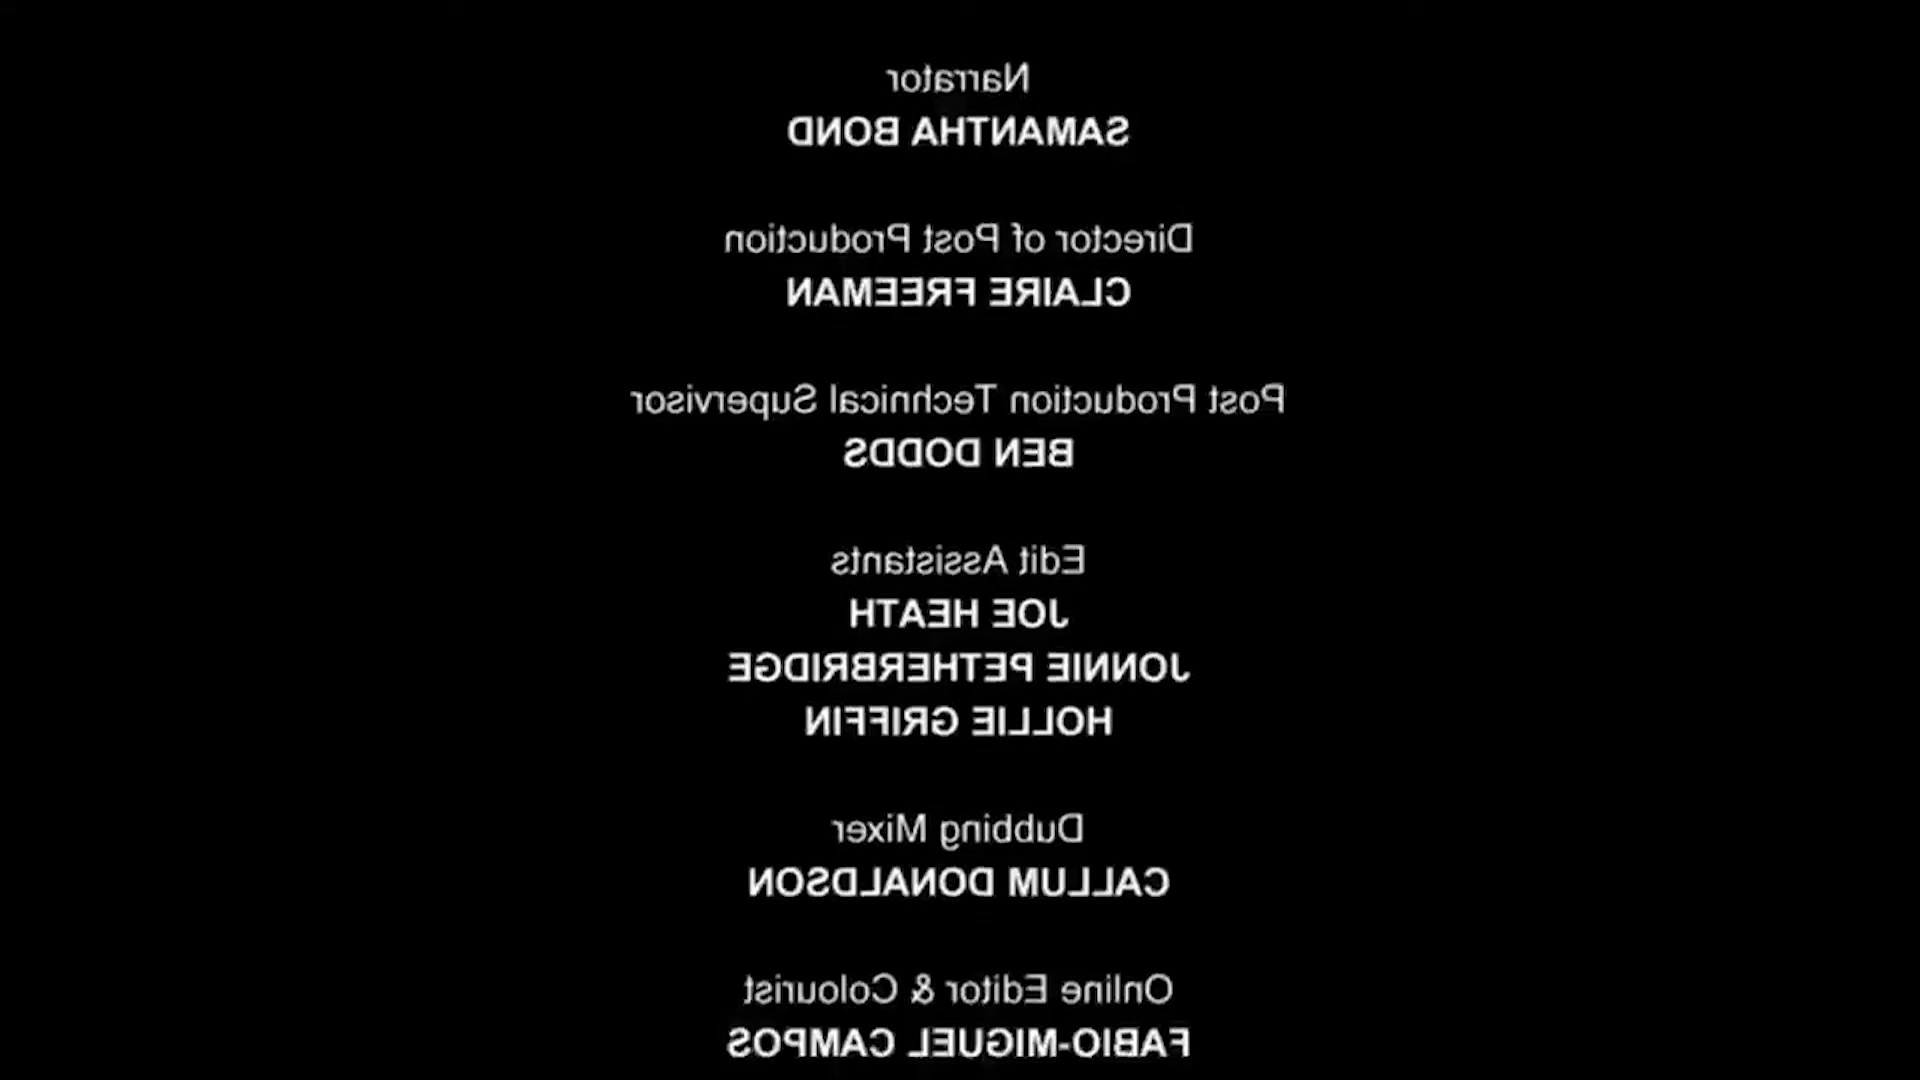 Narrator
SAMANTHA BOND
Director of Post Production
CLAIRE FREEMAN
Post Production Technical Supervisor
BEN DODDS
Edit Assistants
JOE HEATH
JONNIE PETHERBRIDGE
HOLLIE GRIFFIN
Dubbing Mixer
CALLUM DONALDSON
Online Editor & Colourist
FABIO-MIGUEL CAMPOS